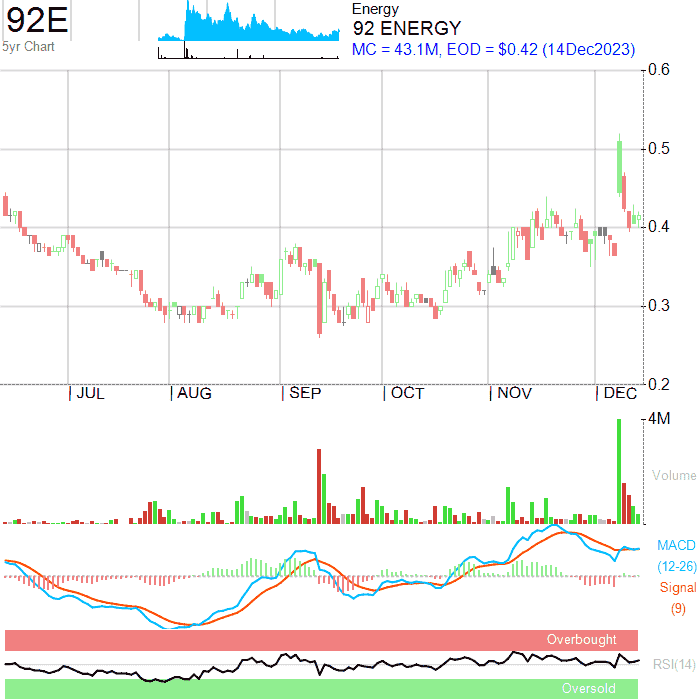 92E
5yr Chart
Energy
92 ENERGY
MC = 43.1M, EOD = $0.42 (14Dec2023)
0.6
0.5
0.4
0.3
0.2
JUL AUG SEP OCT NOV DEC
4M
Volume
MACD
(12-26)
Signal
(9)
Overbought
RSI(14)
Oversold